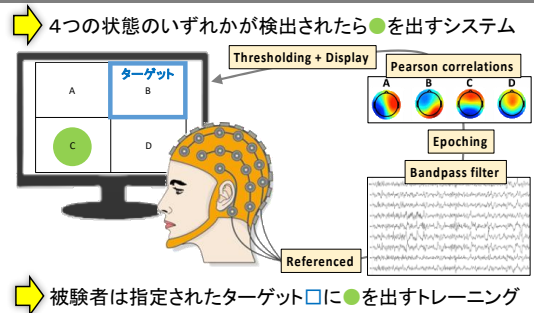 ４つの状態のいずれかが検出されたら●を出すシステム
Thresholding + Display
Pearson correlations
A B C D
ターゲット
A B
C D
Epoching
Bandpass filter
Referenced
被験者は指定されたターゲット□に●を出すトレーニング